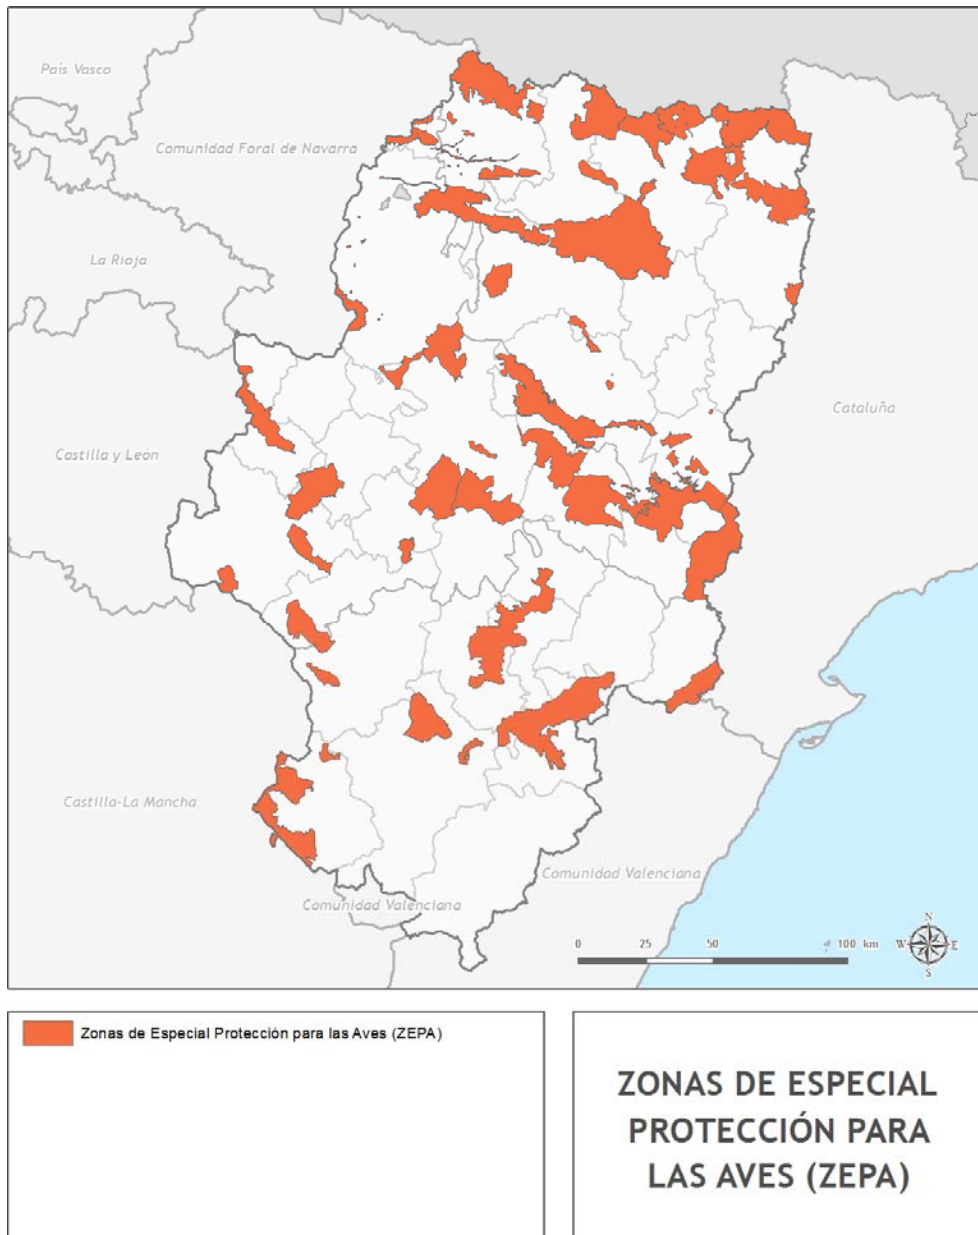 País Vasco
Comunidad Foral de Navarra
La Rioja
Cataluña
Castilla y León
Castilla-La Mancha
Comunidad Valenciana
Comunidad Valenciana
N
W E
S
0 25 50 100 km
Zonas de Especial Protección para las Aves (ZEPA)
ZONAS DE ESPECIAL
PROTECCIÓN PARA
LAS AVES (ZEPA)